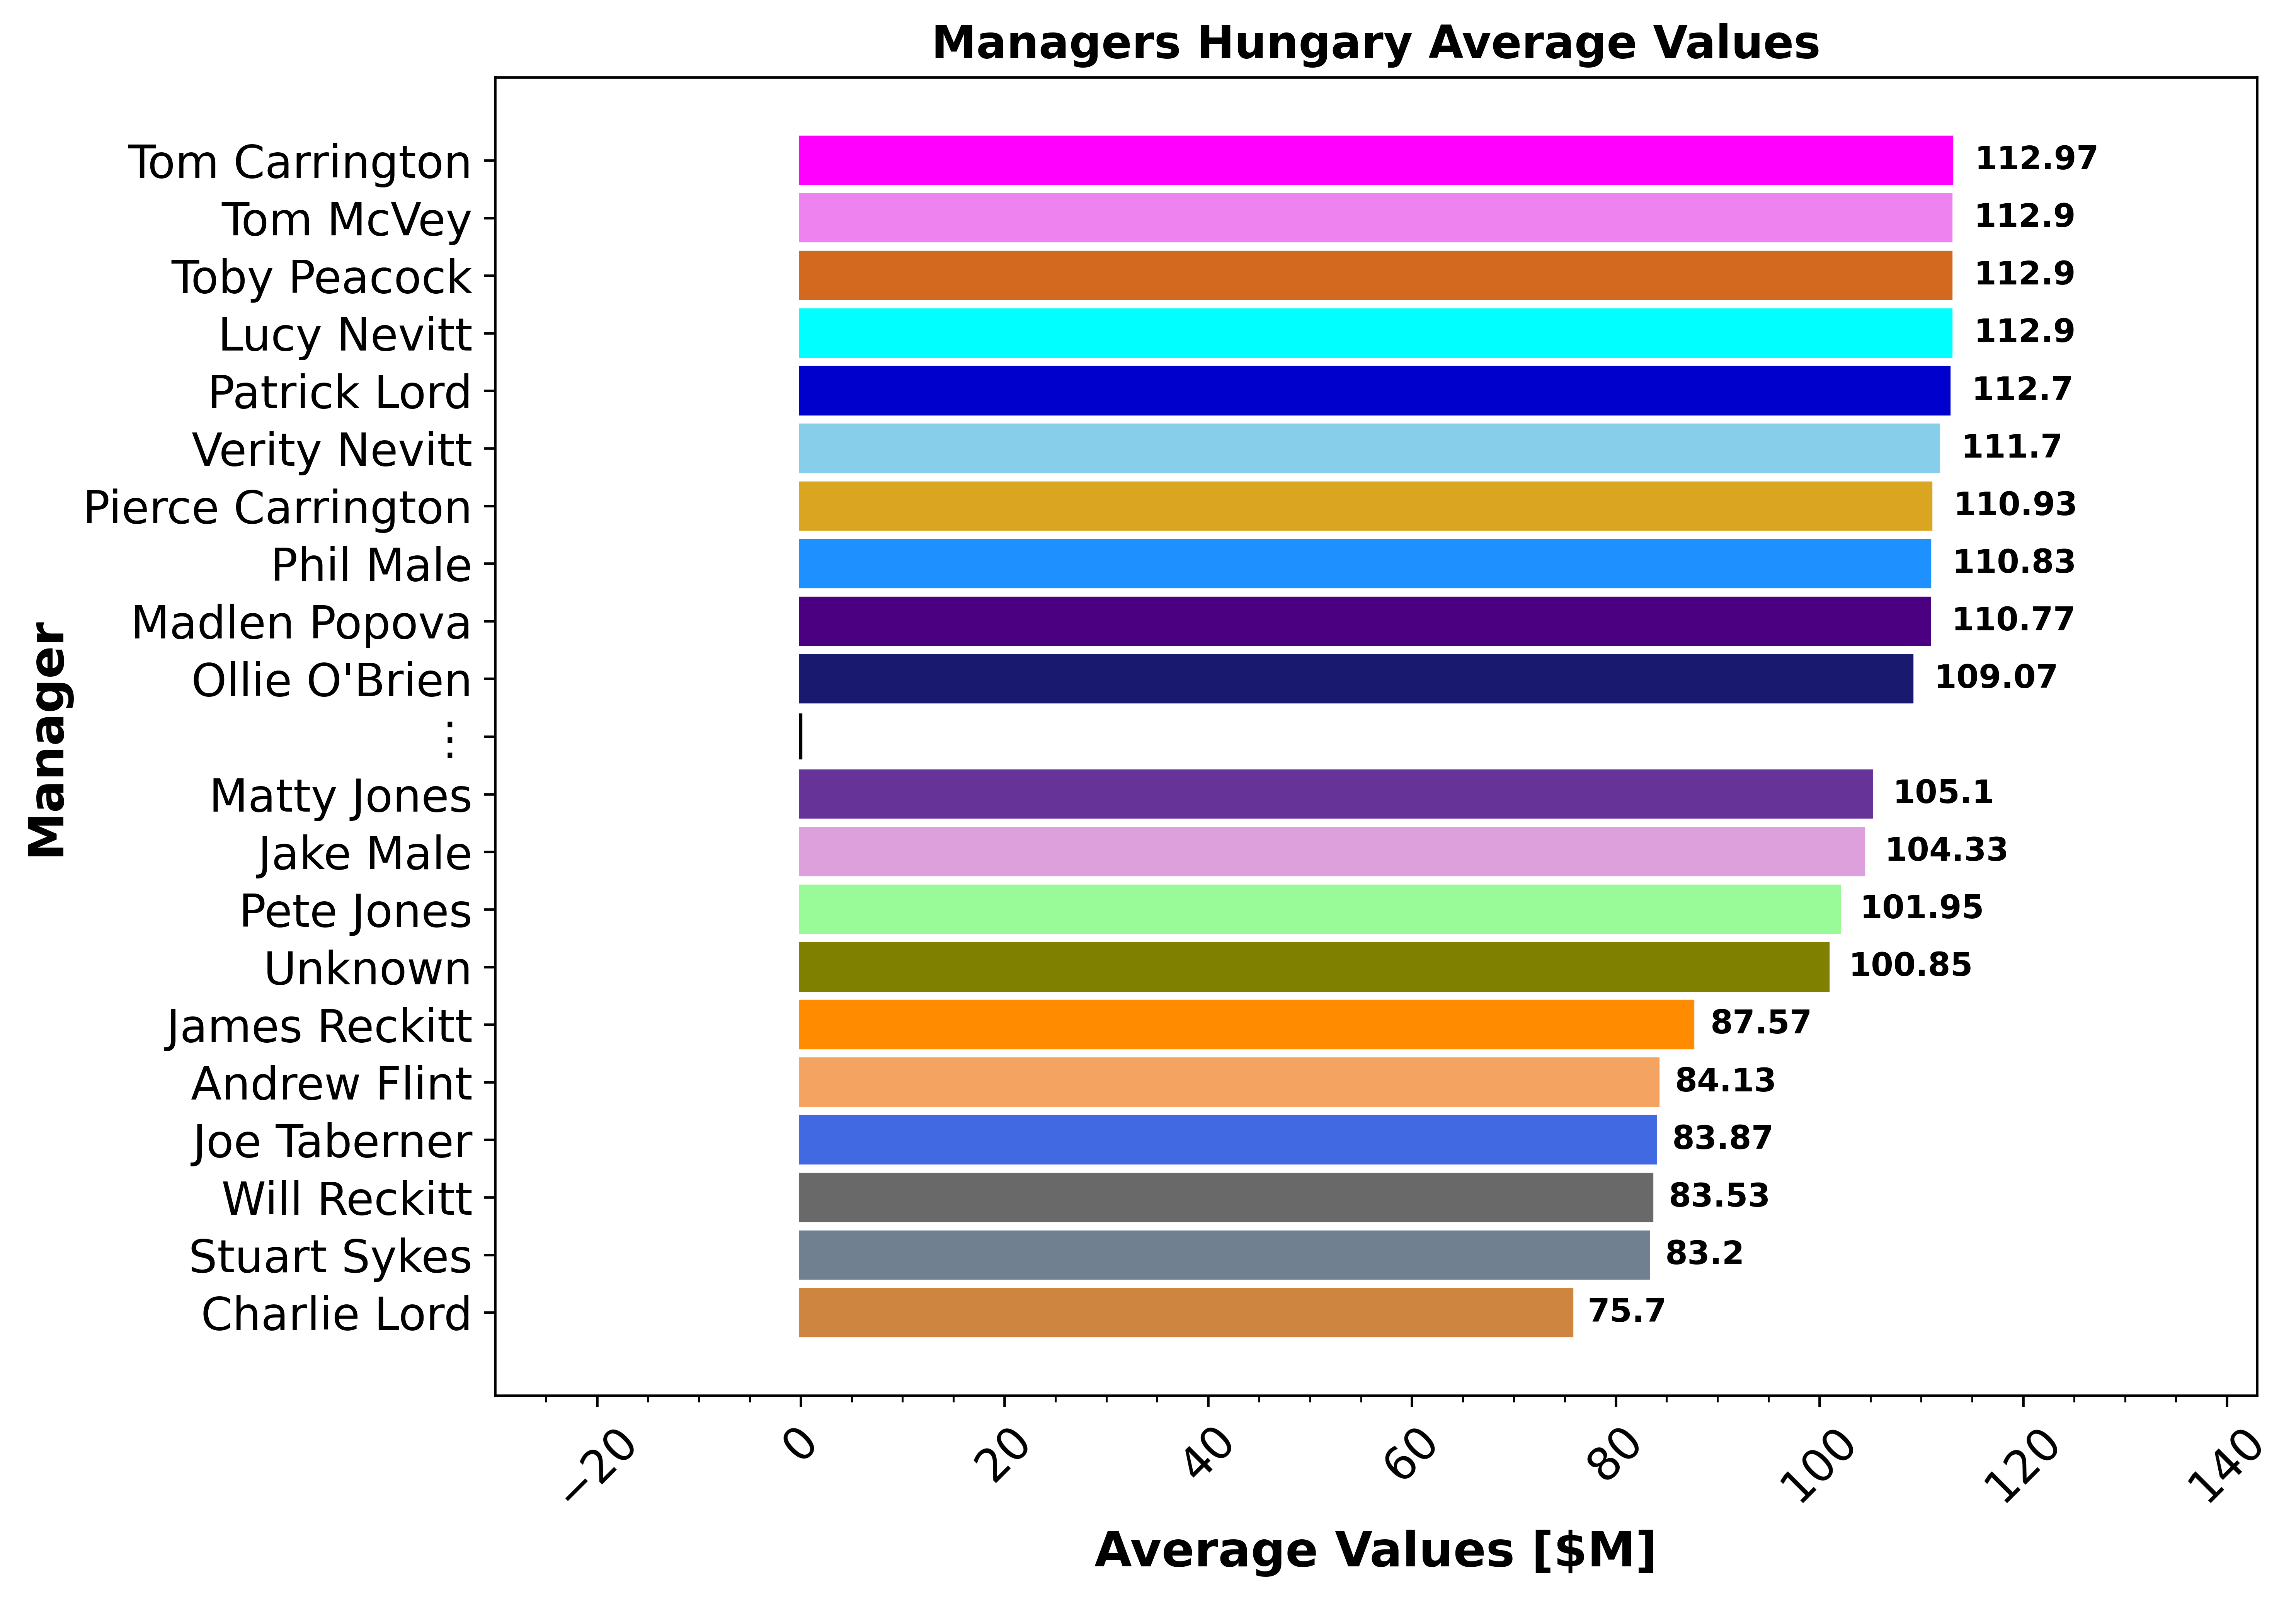 Managers Hungary Average Values
Manager
Tom Carrington 112.97
Tom McVey 112.9
Toby Peacock 112.9
Lucy Nevitt 112.9
Patrick Lord 112.7
Verity Nevitt 111.7
Pierce Carrington 110.93
Phil Male 110.83
Madlen Popova 110.77
Ollie O'Brien 109.07
⋮
Matty Jones 105.1
Jake Male 104.33
Pete Jones 101.95
Unknown 100.85
James Reckitt 87.57
Andrew Flint 84.13
Joe Taberner 83.87
Will Reckitt 83.53
Stuart Sykes 83.2
Charlie Lord 75.7
−20 0 20 40 60 80 100 120 140
Average Values [$M]